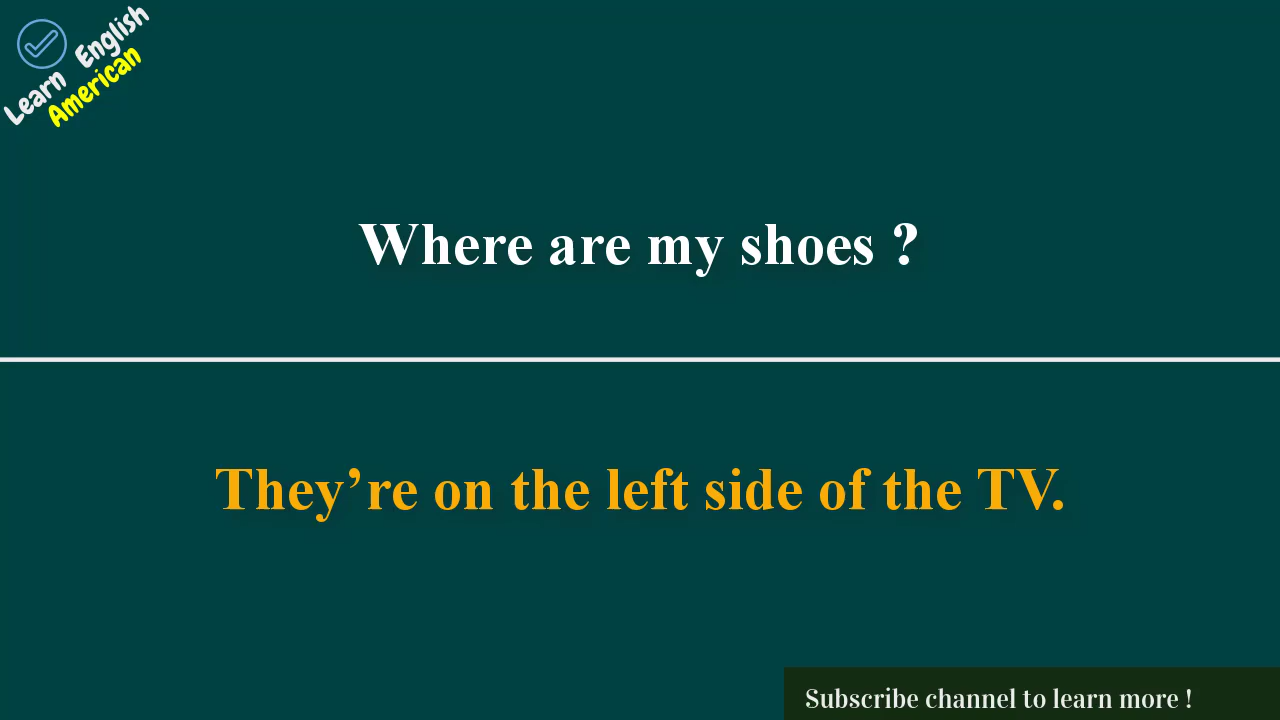 Learn English
American
Where are my shoes ?
They’re on the left side of the TV.
Subscribe channel to learn more !